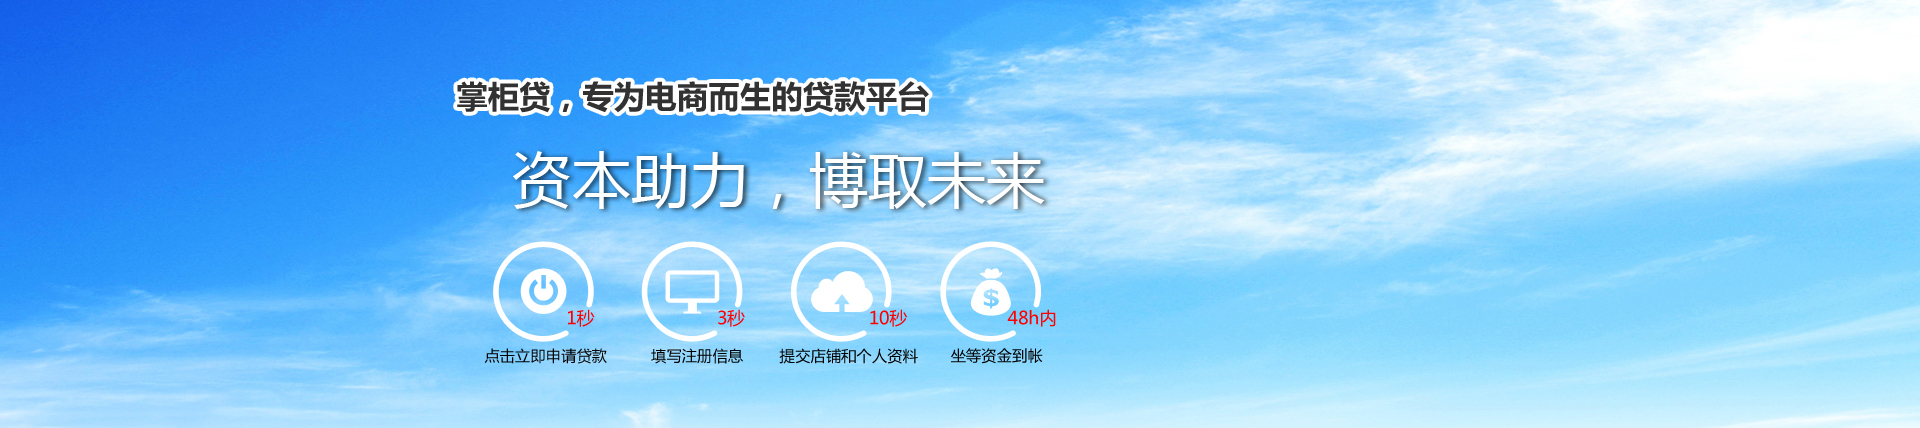 掌柜贷，专为电商而生的贷款平台
资本助力，博取未来
1秒 3秒 10秒 48h内
点击立即申请贷款 填写注册信息 提交店铺和个人资料 坐等资金到帐